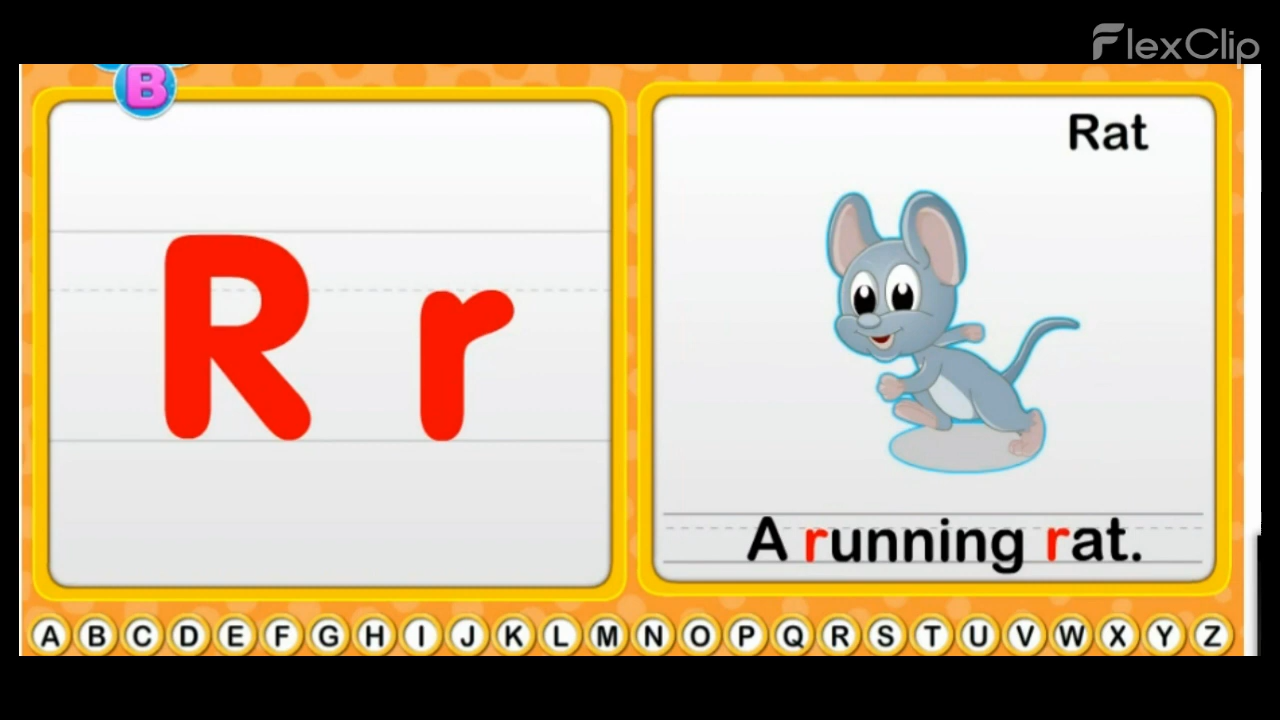 FlexClip
B
Rat
R r
A running rat.
A B C D E F G H I J K L M N O P Q R S T U V W X Y Z